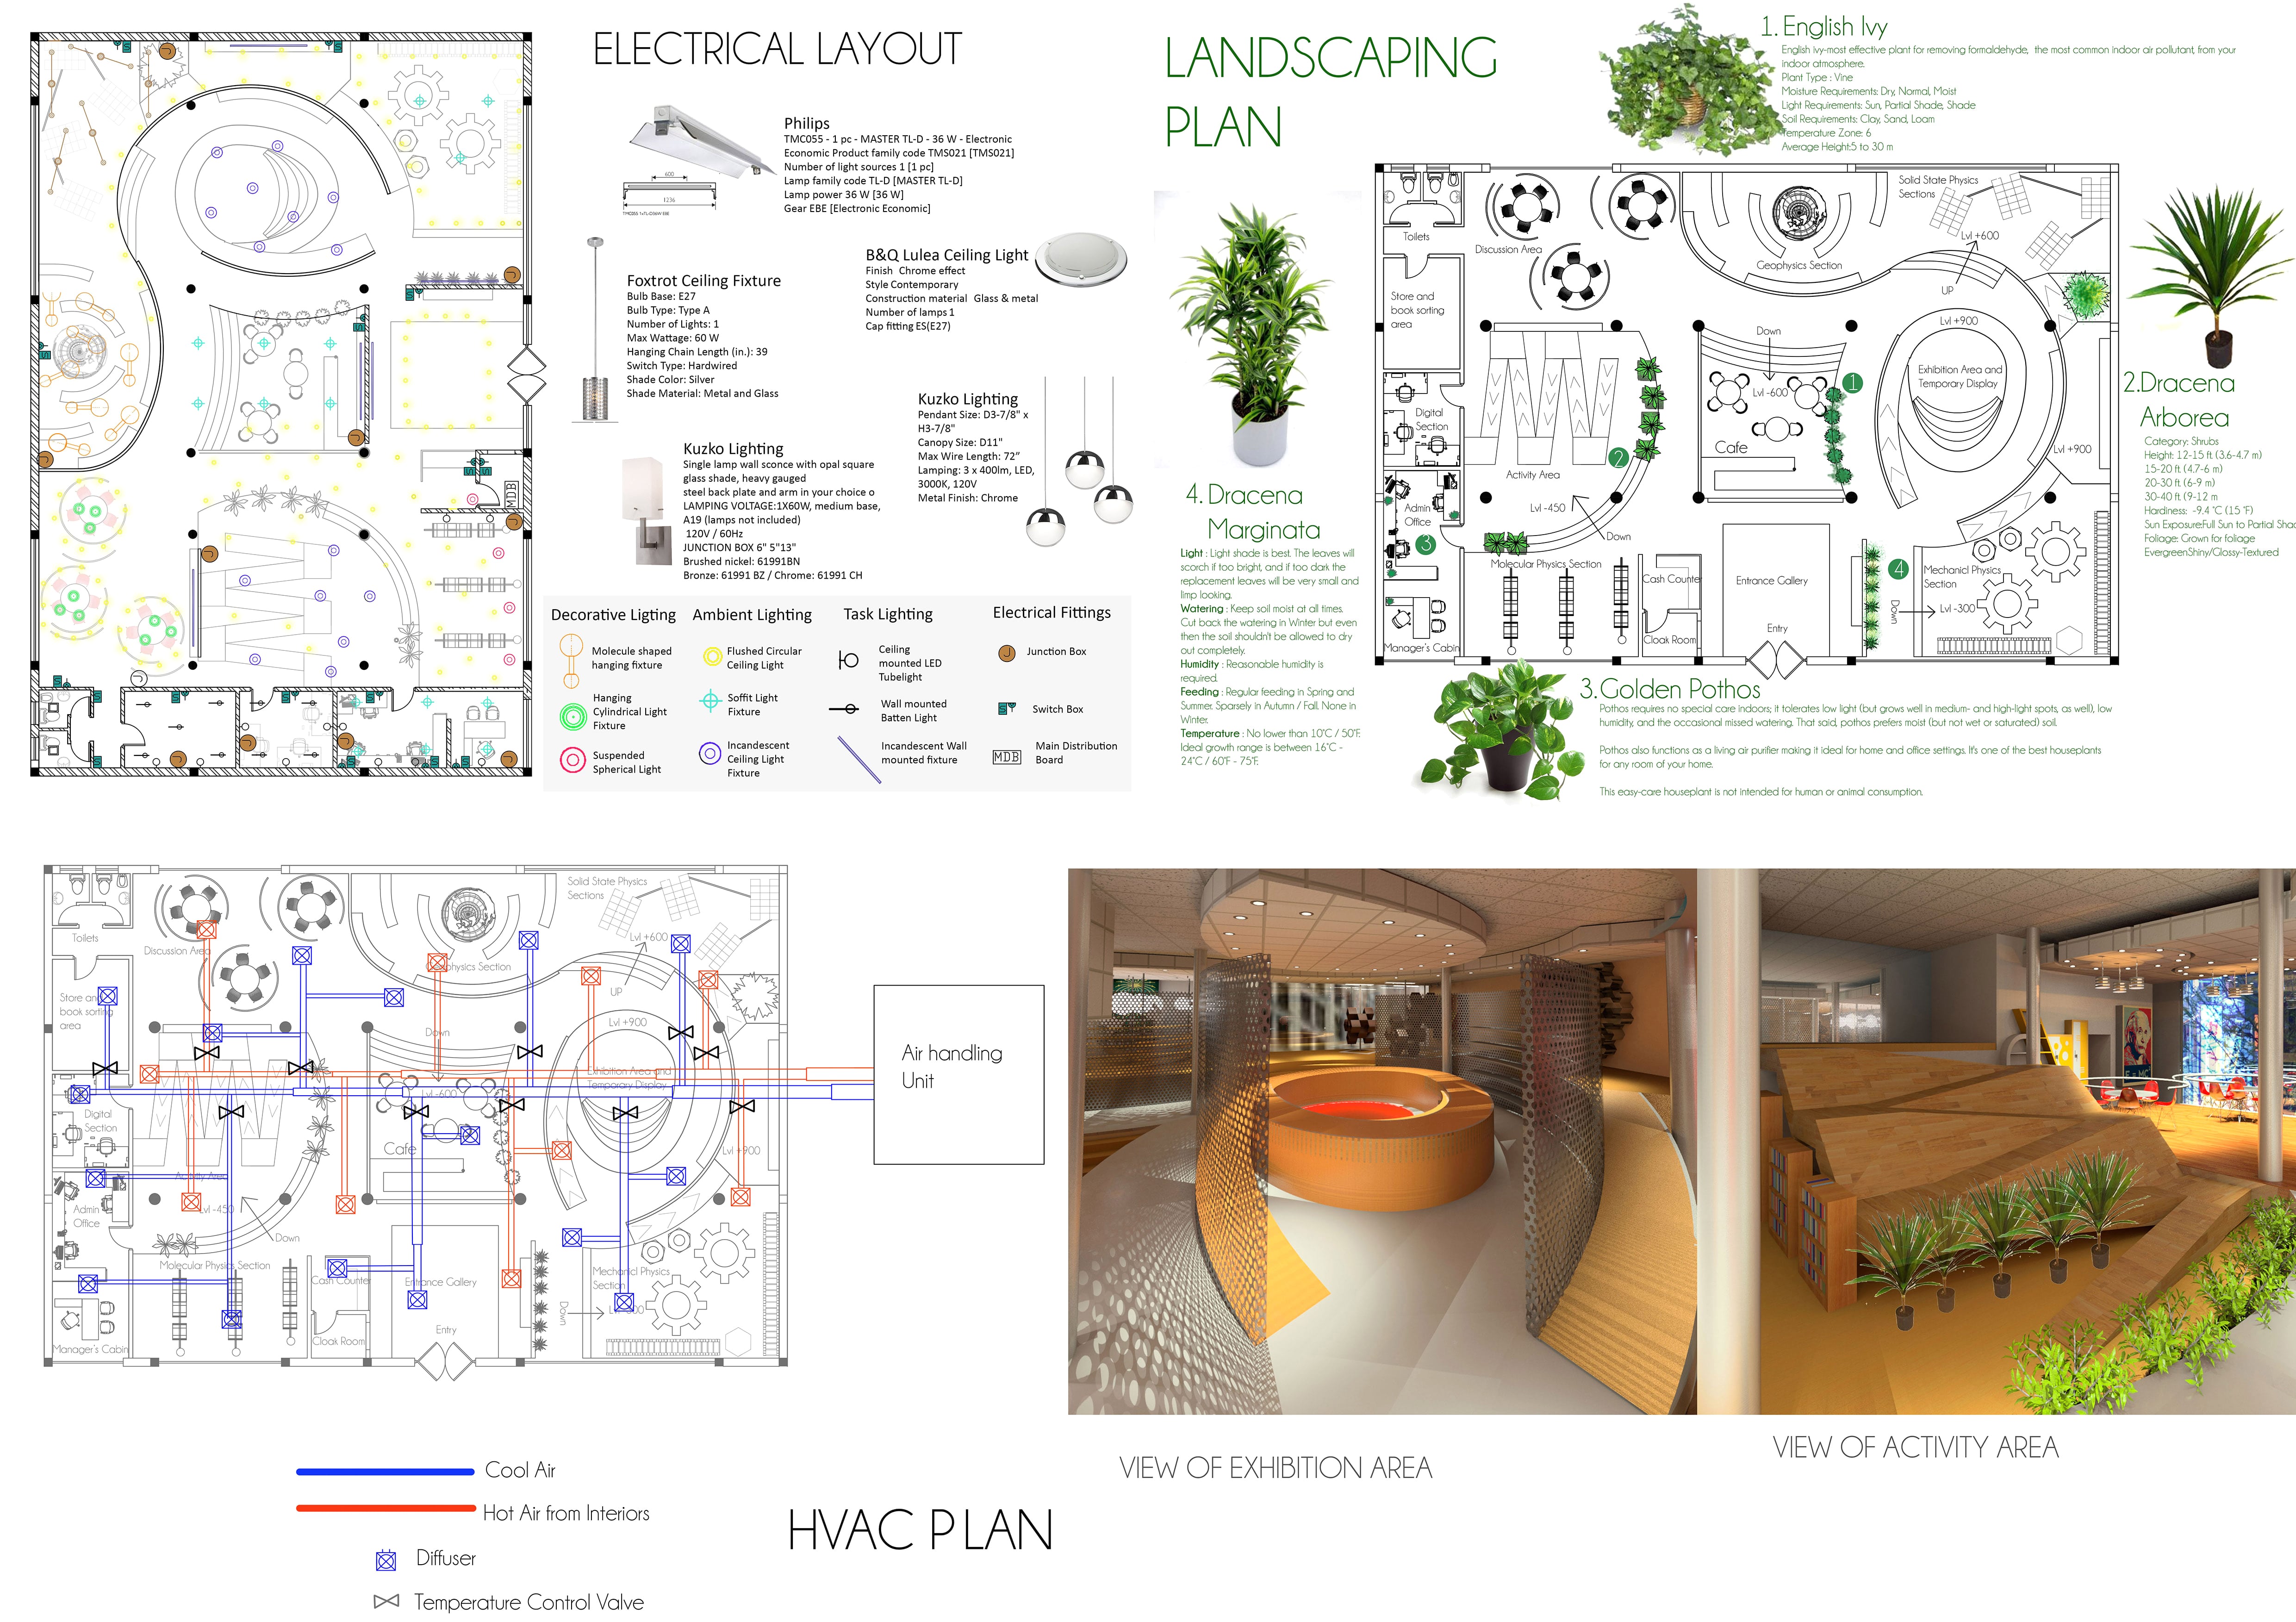 ELECTRICAL LAYOUT
Philips
TMC055 - 1 pc - MASTER TL-D - 36 W - Electronic
Economic Product family code TMS021 [TMS021]
Number of light sources 1 [1 pc]
Lamp family code TL-D [MASTER TL-D]
Lamp power 36 W [36 W]
Gear EBE [Electronic Economic]
600
1236
TMC055 1xTL-D36W EBE
Foxtrot Ceiling Fixture
Bulb Base: E27
Bulb Type: Type A
Number of Lights: 1
Max Wattage: 60 W
Hanging Chain Length (in.): 39
Switch Type: Hardwired
Shade Color: Silver
Shade Material: Metal and Glass
B&Q Lulea Ceiling Light
Finish Chrome effect
Style Contemporary
Construction material Glass & metal
Number of lamps 1
Cap fitting ES(E27)
Kuzko Lighting
Pendant Size: D3-7/8" x
H3-7/8"
Canopy Size: D11"
Max Wire Length: 72”
Lamping: 3 x 400lm, LED,
3000K, 120V
Metal Finish: Chrome
Kuzko Lighting
Single lamp wall sconce with opal square
glass shade, heavy gauged
steel back plate and arm in your choice o
LAMPING VOLTAGE:1X60W, medium base,
A19 (lamps not included)
120V / 60Hz
JUNCTION BOX 6" 5"13"
Brushed nickel: 61991BN
Bronze: 61991 BZ / Chrome: 61991 CH
MDB
Decorative Ligting
Molecule shaped
hanging fixture
Hanging
Cylindrical Light
Fixture
Suspended
Spherical Light
Ambient Lighting
Flushed Circular
Ceiling Light
Soffit Light
Fixture
Incandescent
Ceiling Light
Fixture
Task Lighting
Ceiling
mounted LED
Tubelight
Wall mounted
Batten Light
Incandescent Wall
mounted fixture
Electrical Fittings
Junction Box
Switch Box
MDB
Main Distribution
Board
LANDSCAPING
PLAN
1. English Ivy
English Ivy-most effective plant for removing formaldehyde, the most common indoor air pollutant, from your
indoor atmosphere.
Plant Type : Vine
Moisture Requirements: Dry, Normal, Moist
Light Requirements: Sun, Partial Shade, Shade
Soil Requirements: Clay, Sand, Loam
Temperature Zone: 6
Average Height:5 to 30 m
2.Dracena
Arborea
Category: Shrubs
Height: 12-15 ft (3.6-4.7 m)
15-20 ft (4.7-6 m)
20-30 ft (6-9 m)
30-40 ft (9-12 m
Hardiness: -9.4 °C (15 °F)
Sun Exposure:Full Sun to Partial Shad
Foliage: Grown for foliage
EvergreenShiny/Glossy-Textured
4. Dracena
Marginata
Light : Light shade is best. The leaves will
scorch if too bright, and if too dark the
replacement leaves will be very small and
limp looking.
Watering : Keep soil moist at all times.
Cut back the watering in Winter but even
then the soil shouldn't be allowed to dry
out completely.
Humidity : Reasonable humidity is
required.
Feeding : Regular feeding in Spring and
Summer. Sparsely in Autumn / Fall. None in
Winter.
Temperature : No lower than 10°C / 50°F.
Ideal growth range is between 16°C -
24°C / 60°F - 75°F.
3.Golden Pothos
Pothos requires no special care indoors; it tolerates low light (but grows well in medium- and high-light spots, as well), low
humidity, and the occasional missed watering. That said, pothos prefers moist (but not wet or saturated) soil.
Pothos also functions as a living air purifier making it ideal for home and office settings. It's one of the best houseplants
for any room of your home.
This easy-care houseplant is not intended for human or animal consumption.
Toilets
Discussion Area
Geophysics Section
Solid State Physics
Sections
Lvl +600
UP
Store and
book sorting
area
Lvl +900
Down
Exhibition Area and
Temporary Display
Lvl -600
1
Digital
Section
Cafe
2
Activity Area
Lvl +900
Admin
Office
3
Lvl -450
Down
Molecular Physics Section
Cash Counter
Entrance Gallery
4
Mechanicl Physics
Section
Down
Lvl -300
Entry
Cloak Room
Manager's Cabin
Toilets
Discussion Area
physics Section
Solid State Physics
Sections
Lvl +600
UP
Store and
book sorting
area
Down
Lvl +900
Exhibition Area and
Temporary Display
Lvl -600
Digital
Section
Cafe
Activity Area
Lvl +900
Admin
Office
Lvl -450
Down
Molecular Physics Section
Cash Counter
Entrance Gallery
Mechanicl Physics
Section
Down
Entry
Cloak Room
Manager's Cabin
Air handling
Unit
Cool Air
Hot Air from Interiors
Diffuser
Temperature Control Valve
HVAC PLAN
VIEW OF EXHIBITION AREA
VIEW OF ACTIVITY AREA